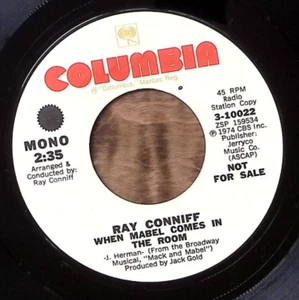 COLUMBIA
® "Columbia", Marcas Reg.
MONO
2:35
Arranged &
Conducted by:
Ray Conniff
45 RPM
Radio
Station Copy
3-10022
ZSP 159534
℗ 1974 CBS Inc.
Publisher:
Jerryco
Music Co.
(ASCAP)
NOT
FOR SALE
RAY CONNIFF
WHEN MABEL COMES IN
THE ROOM
-J. Herman- (From the Broadway
Musical, "Mack and Mabel")
Produced by Jack Gold